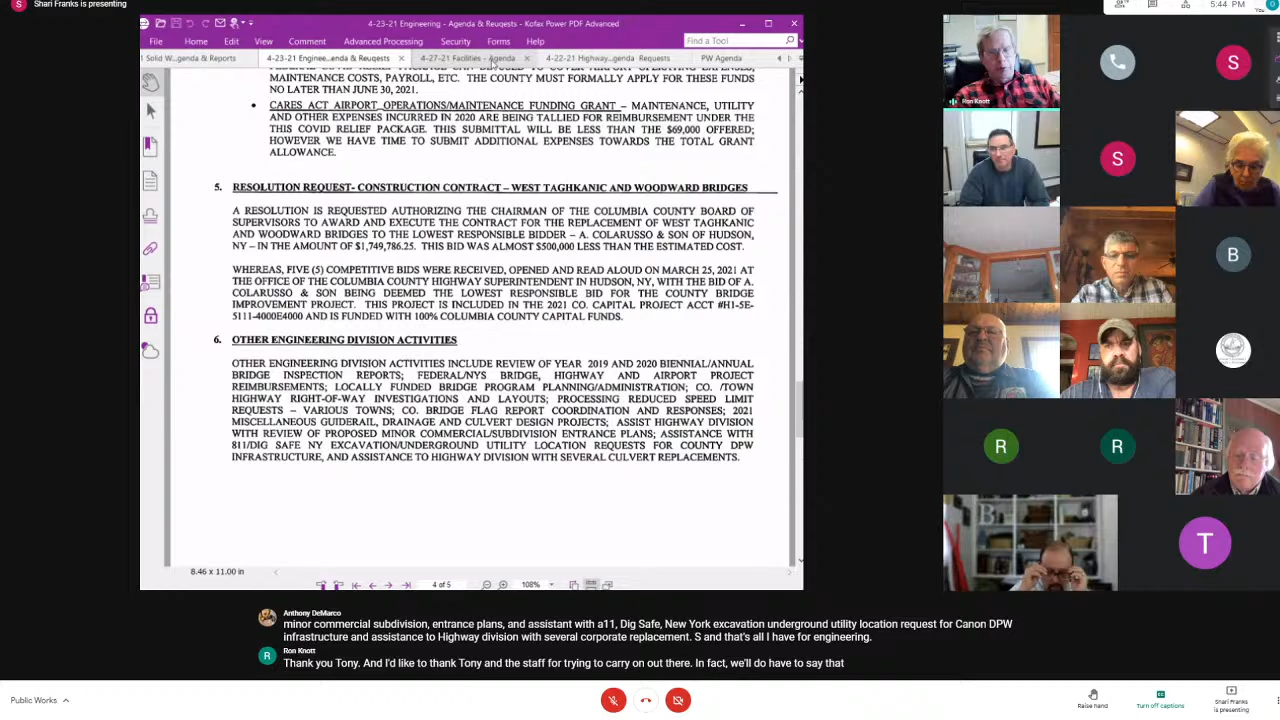 Shari Franks is presenting
5:44 PM
You
4-23-21 Engineering - Agenda & Reuqests - Kofax Power PDF Advanced
File Home Edit View Comment Advanced Processing Security Forms Help
Find a Tool
1 Solid W...genda & Reports
4-23-21 Enginee...enda & Reuqests
4-27-21 Facilities - Agenda
4-22-21 Highway...genda Requests
PW Agenda
MAINTENANCE COSTS, PAYROLL, ETC. THE COUNTY MUST FORMALLY APPLY FOR THESE FUNDS
NO LATER THAN JUNE 30, 2021.
• CARES ACT AIRPORT OPERATIONS/MAINTENANCE FUNDING GRANT – MAINTENANCE, UTILITY
AND OTHER EXPENSES INCURRED IN 2020 ARE BEING TALLIED FOR REIMBURSEMENT UNDER THE
THIS COVID RELIEF PACKAGE. THIS SUBMITTAL WILL BE LESS THAN THE $69,000 OFFERED;
HOWEVER WE HAVE TIME TO SUBMIT ADDITIONAL EXPENSES TOWARDS THE TOTAL GRANT
ALLOWANCE.
5. RESOLUTION REQUEST- CONSTRUCTION CONTRACT – WEST TAGHKANIC AND WOODWARD BRIDGES
A RESOLUTION IS REQUESTED AUTHORIZING THE CHAIRMAN OF THE COLUMBIA COUNTY BOARD OF
SUPERVISORS TO AWARD AND EXECUTE THE CONTRACT FOR THE REPLACEMENT OF WEST TAGHKANIC
AND WOODWARD BRIDGES TO THE LOWEST RESPONSIBLE BIDDER – A. COLARUSSO & SON OF HUDSON,
NY – IN THE AMOUNT OF $1,749,786.25. THIS BID WAS ALMOST $500,000 LESS THAN THE ESTIMATED COST.
WHEREAS, FIVE (5) COMPETITIVE BIDS WERE RECEIVED, OPENED AND READ ALOUD ON MARCH 25, 2021 AT
THE OFFICE OF THE COLUMBIA COUNTY HIGHWAY SUPERINTENDENT IN HUDSON, NY, WITH THE BID OF A.
COLARUSSO & SON BEING DEEMED THE LOWEST RESPONSIBLE BID FOR THE COUNTY BRIDGE
IMPROVEMENT PROJECT. THIS PROJECT IS INCLUDED IN THE 2021 CO. CAPITAL PROJECT ACCT #H1-5E-
5111-4000E4000 AND IS FUNDED WITH 100% COLUMBIA COUNTY CAPITAL FUNDS.
6. OTHER ENGINEERING DIVISION ACTIVITIES
OTHER ENGINEERING DIVISION ACTIVITIES INCLUDE REVIEW OF YEAR 2019 AND 2020 BIENNIAL/ANNUAL
BRIDGE INSPECTION REPORTS; FEDERAL/NYS BRIDGE, HIGHWAY AND AIRPORT PROJECT
REIMBURSEMENTS; LOCALLY FUNDED BRIDGE PROGRAM PLANNING/ADMINISTRATION; CO. /TOWN
HIGHWAY RIGHT-OF-WAY INVESTIGATIONS AND LAYOUTS; PROCESSING REDUCED SPEED LIMIT
REQUESTS – VARIOUS TOWNS; CO. BRIDGE FLAG REPORT COORDINATION AND RESPONSES; 2021
MISCELLANEOUS GUIDERAIL, DRAINAGE AND CULVERT DESIGN PROJECTS; ASSIST HIGHWAY DIVISION
WITH REVIEW OF PROPOSED MINOR COMMERCIAL/SUBDIVISION ENTRANCE PLANS; ASSISTANCE WITH
811/DIG SAFE NY EXCAVATION/UNDERGROUND UTILITY LOCATION REQUESTS FOR COUNTY DPW
INFRASTRUCTURE, AND ASSISTANCE TO HIGHWAY DIVISION WITH SEVERAL CULVERT REPLACEMENTS.
8.46 x 11.00 in
4 of 5
108%
Ron Knott
S
S
B
R
R
T
Anthony DeMarco
minor commercial subdivision, entrance plans, and assistant with a11, Dig Safe, New York excavation underground utility location request for Canon DPW
infrastructure and assistance to Highway division with several corporate replacement. S and that's all I have for engineering.
R
Ron Knott
Thank you Tony. And I'd like to thank Tony and the staff for trying to carry on out there. In fact, we'll do have to say that
Public Works
Raise hand
Turn off captions
Shari Franks
is presenting